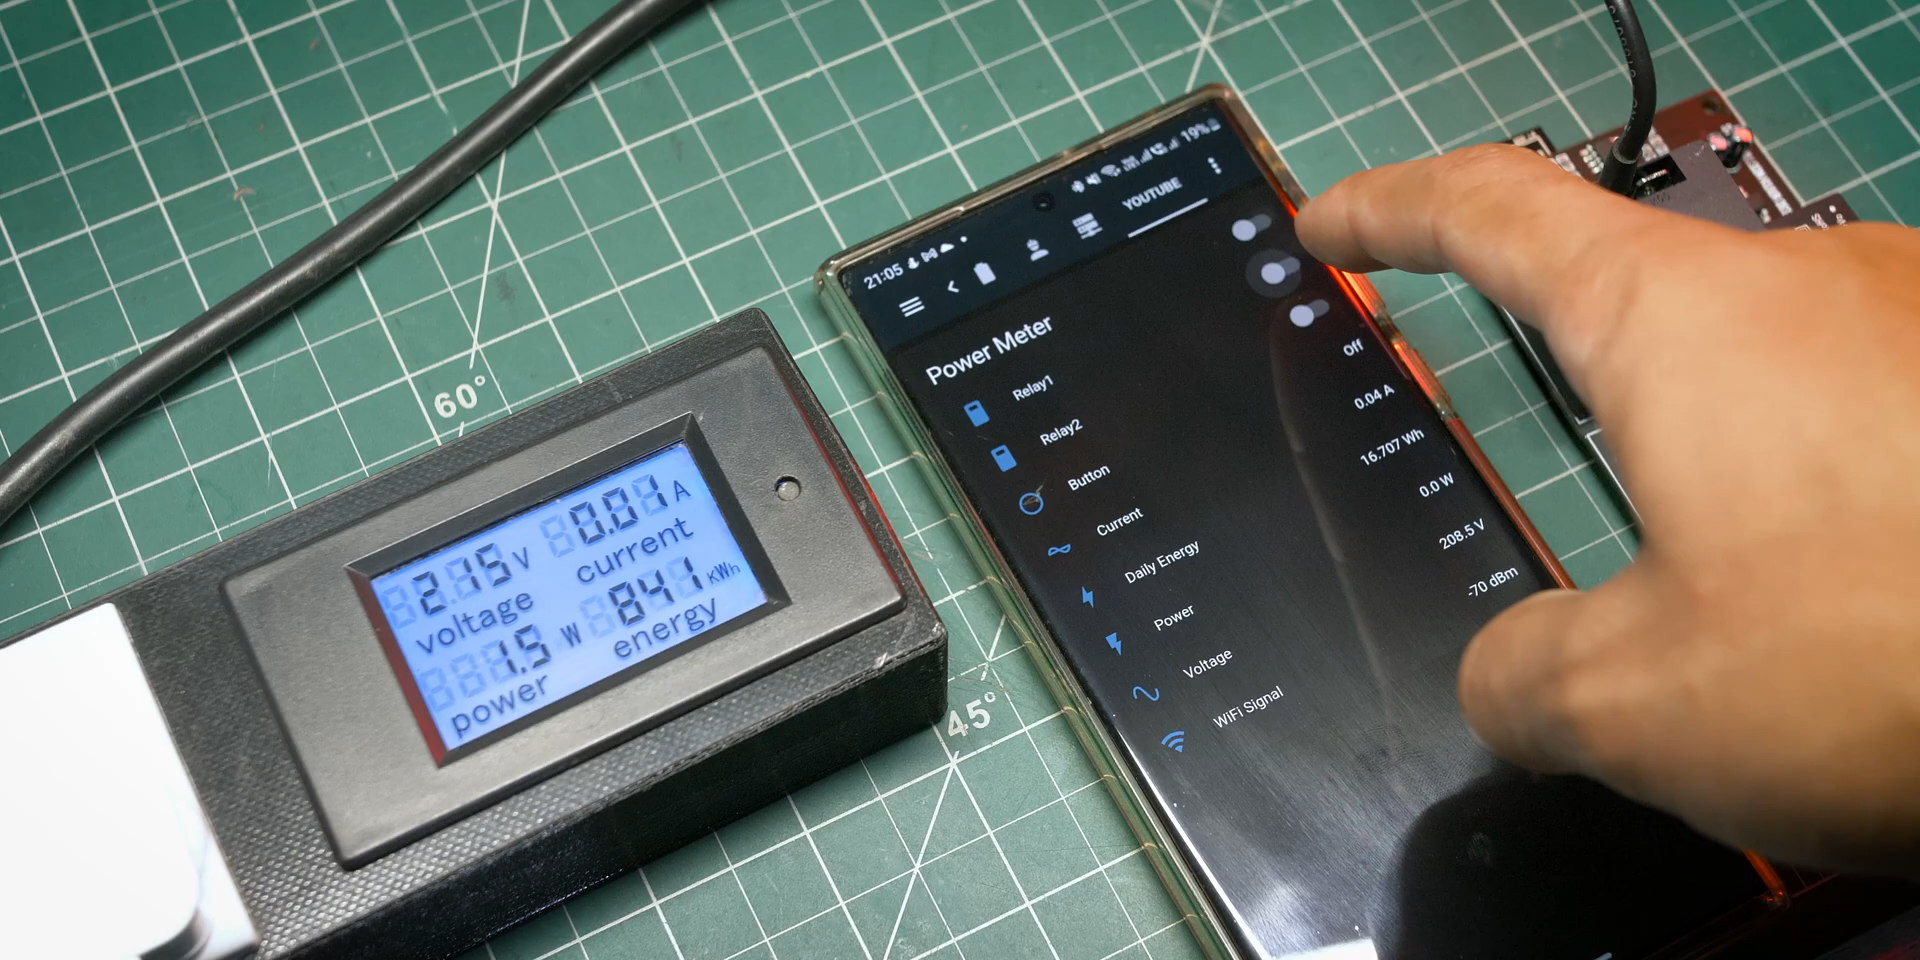 60°
45°
215 V
voltage
0.01 A
current
1.5 W
power
841 KWh
energy
21:05
19%
YOUTUBE
Power Meter
Relay1
Relay2
Button Off
Current 0.04 A
Daily Energy 16.707 Wh
Power 0.0 W
Voltage 208.5 V
WiFi Signal -70 dBm